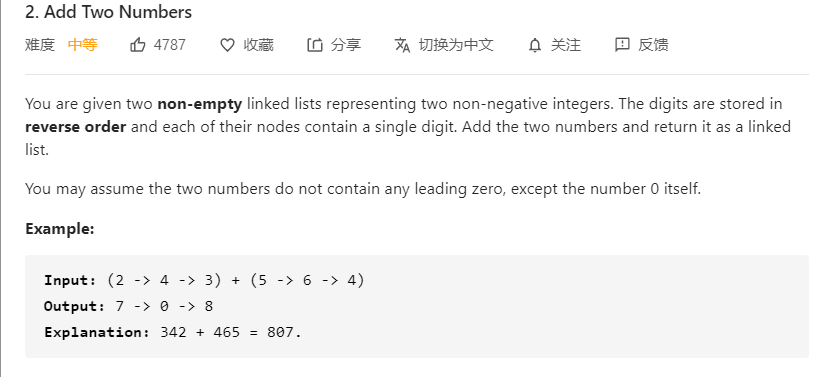 2. Add Two Numbers
难度 中等 4787 收藏 分享 切换为中文 关注 反馈
You are given two non-empty linked lists representing two non-negative integers. The digits are stored in
reverse order and each of their nodes contain a single digit. Add the two numbers and return it as a linked
list.
You may assume the two numbers do not contain any leading zero, except the number 0 itself.
Example:
Input: (2 -> 4 -> 3) + (5 -> 6 -> 4)
Output: 7 -> 0 -> 8
Explanation: 342 + 465 = 807.